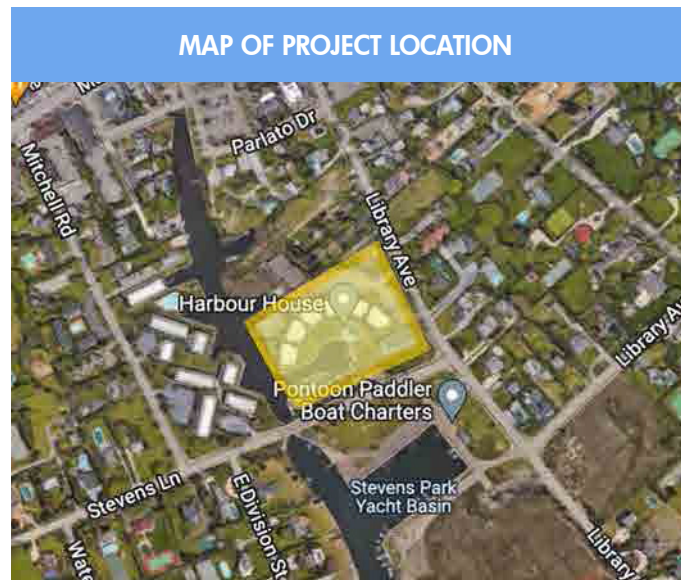 MAP OF PROJECT LOCATION
Parlato Dr
Mitchell Rd
Library Ave
Harbour House
Pontoon Paddler
Boat Charters
Library Av
Stevens Park
Yacht Basin
Stevens Ln
E Division St
Library